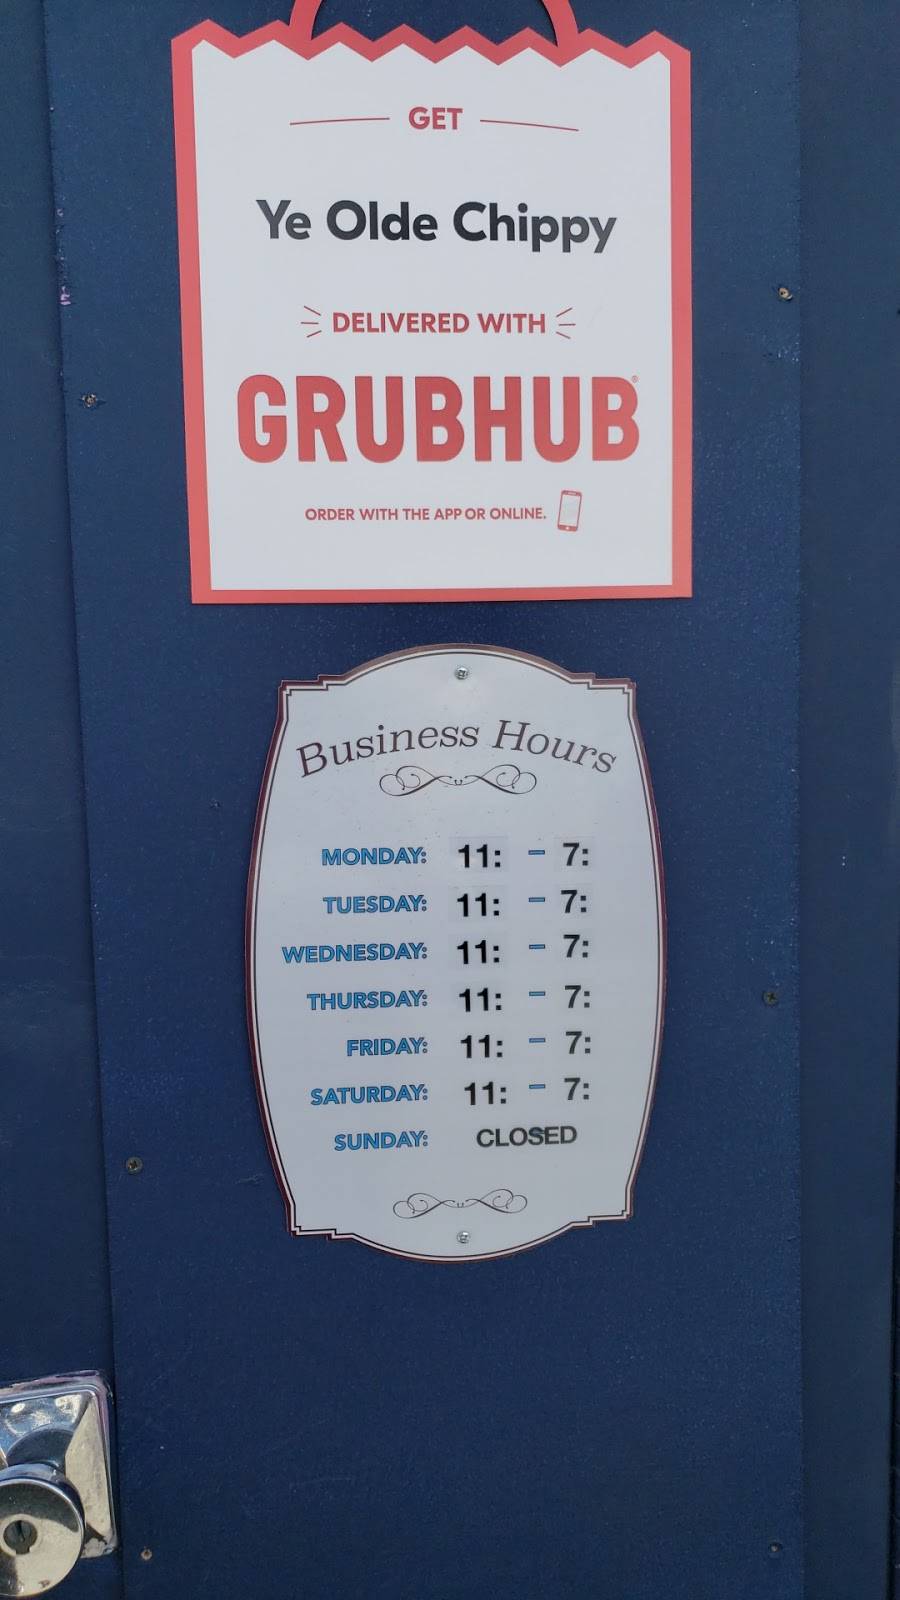 GET
Ye Olde Chippy
DELIVERED WITH
GRUBHUB®
ORDER WITH THE APP OR ONLINE.
Business Hours
MONDAY: 11: - 7:
TUESDAY: 11: - 7:
WEDNESDAY: 11: - 7:
THURSDAY: 11: - 7:
FRIDAY: 11: - 7:
SATURDAY: 11: - 7:
SUNDAY: CLOSED